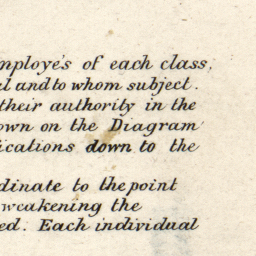 mploye's of each class,
l and to whom subject.
their authority in the
own on the Diagram
ications down to the
dinate to the point
weakening the
ed. Each individual